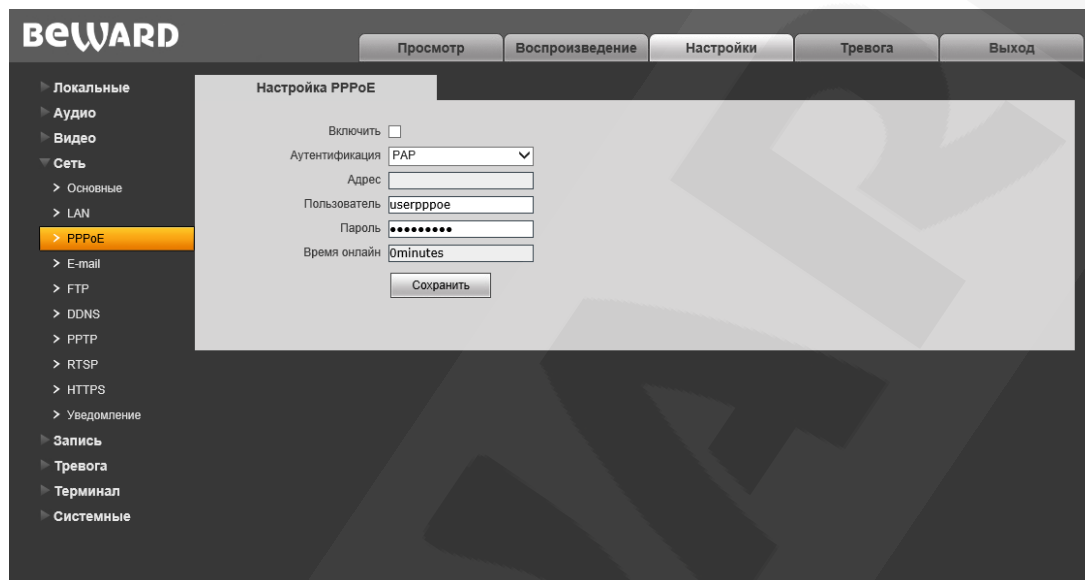 BEWARD
Просмотр
Воспроизведение
Настройки
Тревога
Выход
Локальные
Аудио
Видео
Сеть
Основные
LAN
PPPoE
E-mail
FTP
DDNS
PPTP
RTSP
HTTPS
Уведомление
Запись
Тревога
Терминал
Системные
Настройка PPPoE
Включить
Аутентификация PAP
Адрес
Пользователь userpppoe
Пароль •••••••••
Время онлайн 0minutes
Сохранить